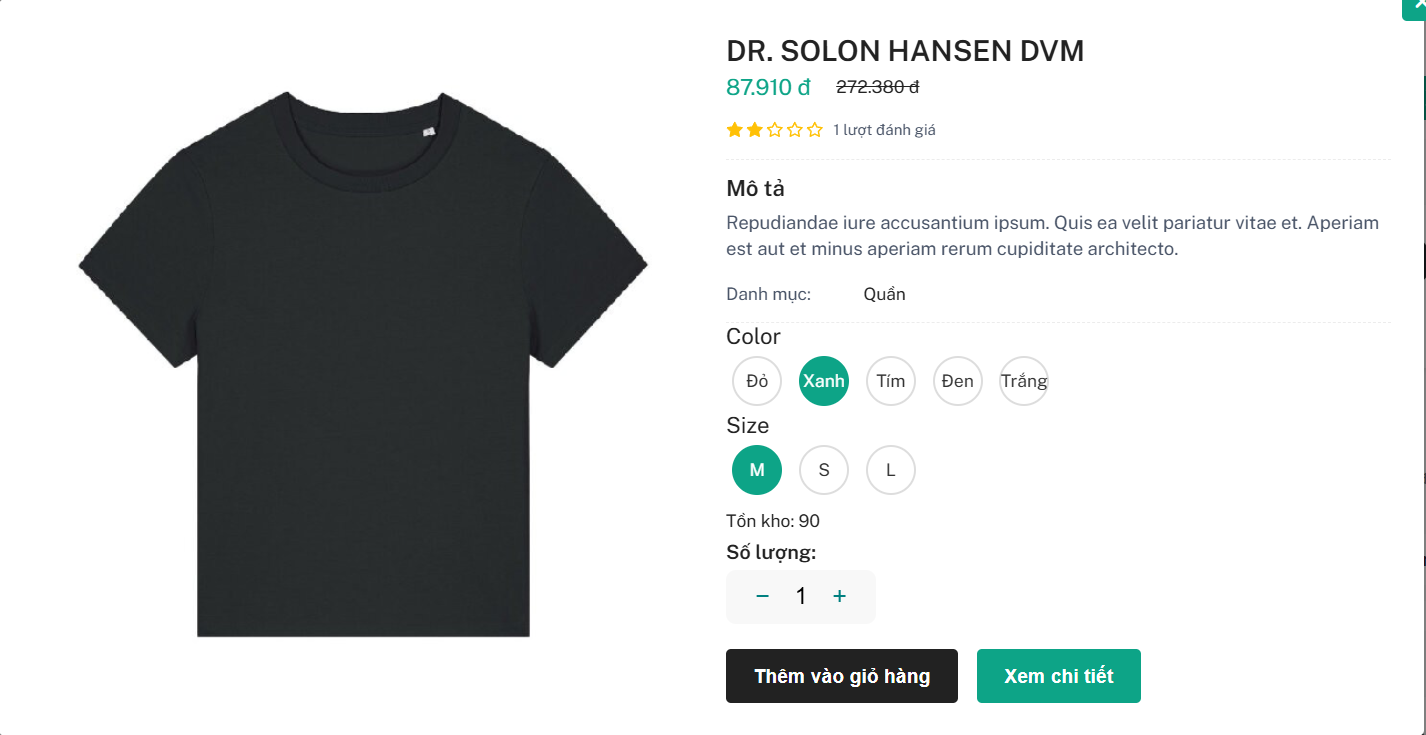 DR. SOLON HANSEN DVM
87.910 đ 272.380 đ
1 lượt đánh giá
Mô tả
Repudiandae iure accusantium ipsum. Quis ea velit pariatur vitae et. Aperiam
est aut et minus aperiam rerum cupiditate architecto.
Danh mục: Quần
Color
Đỏ Xanh Tím Đen Trắng
Size
M S L
Tồn kho: 90
Số lượng:
− 1 +
Thêm vào giỏ hàng Xem chi tiết